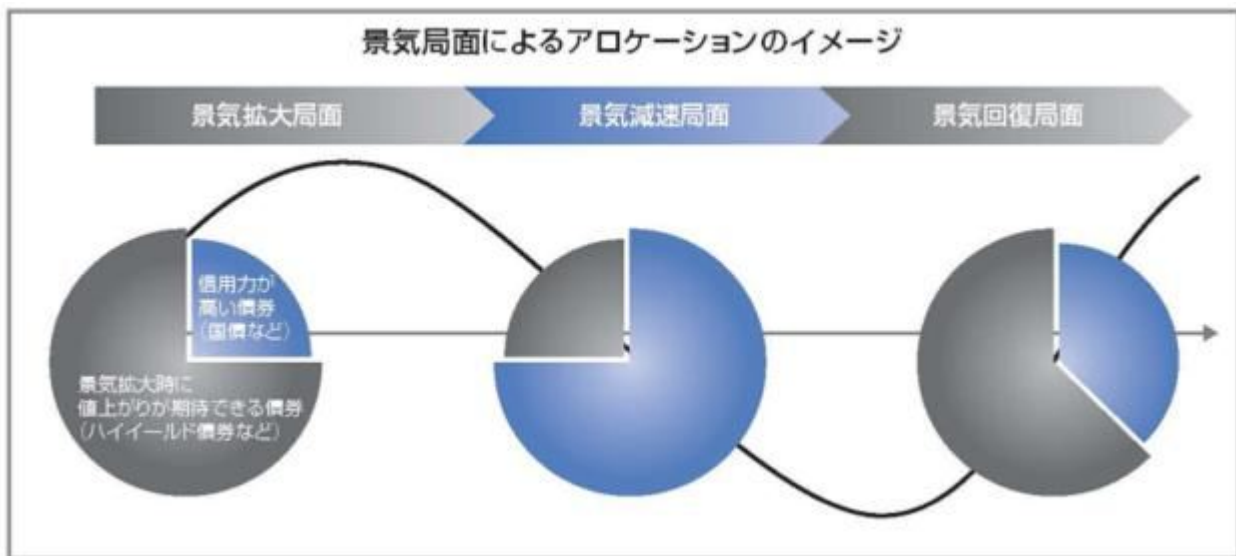 景気局面によるアロケーションのイメージ
景気拡大局面
景気減速局面
景気回復局面
信用力が
高い債券
(国債など)
景気拡大時に
値上がりが期待できる債券
(ハイイールド債券など)